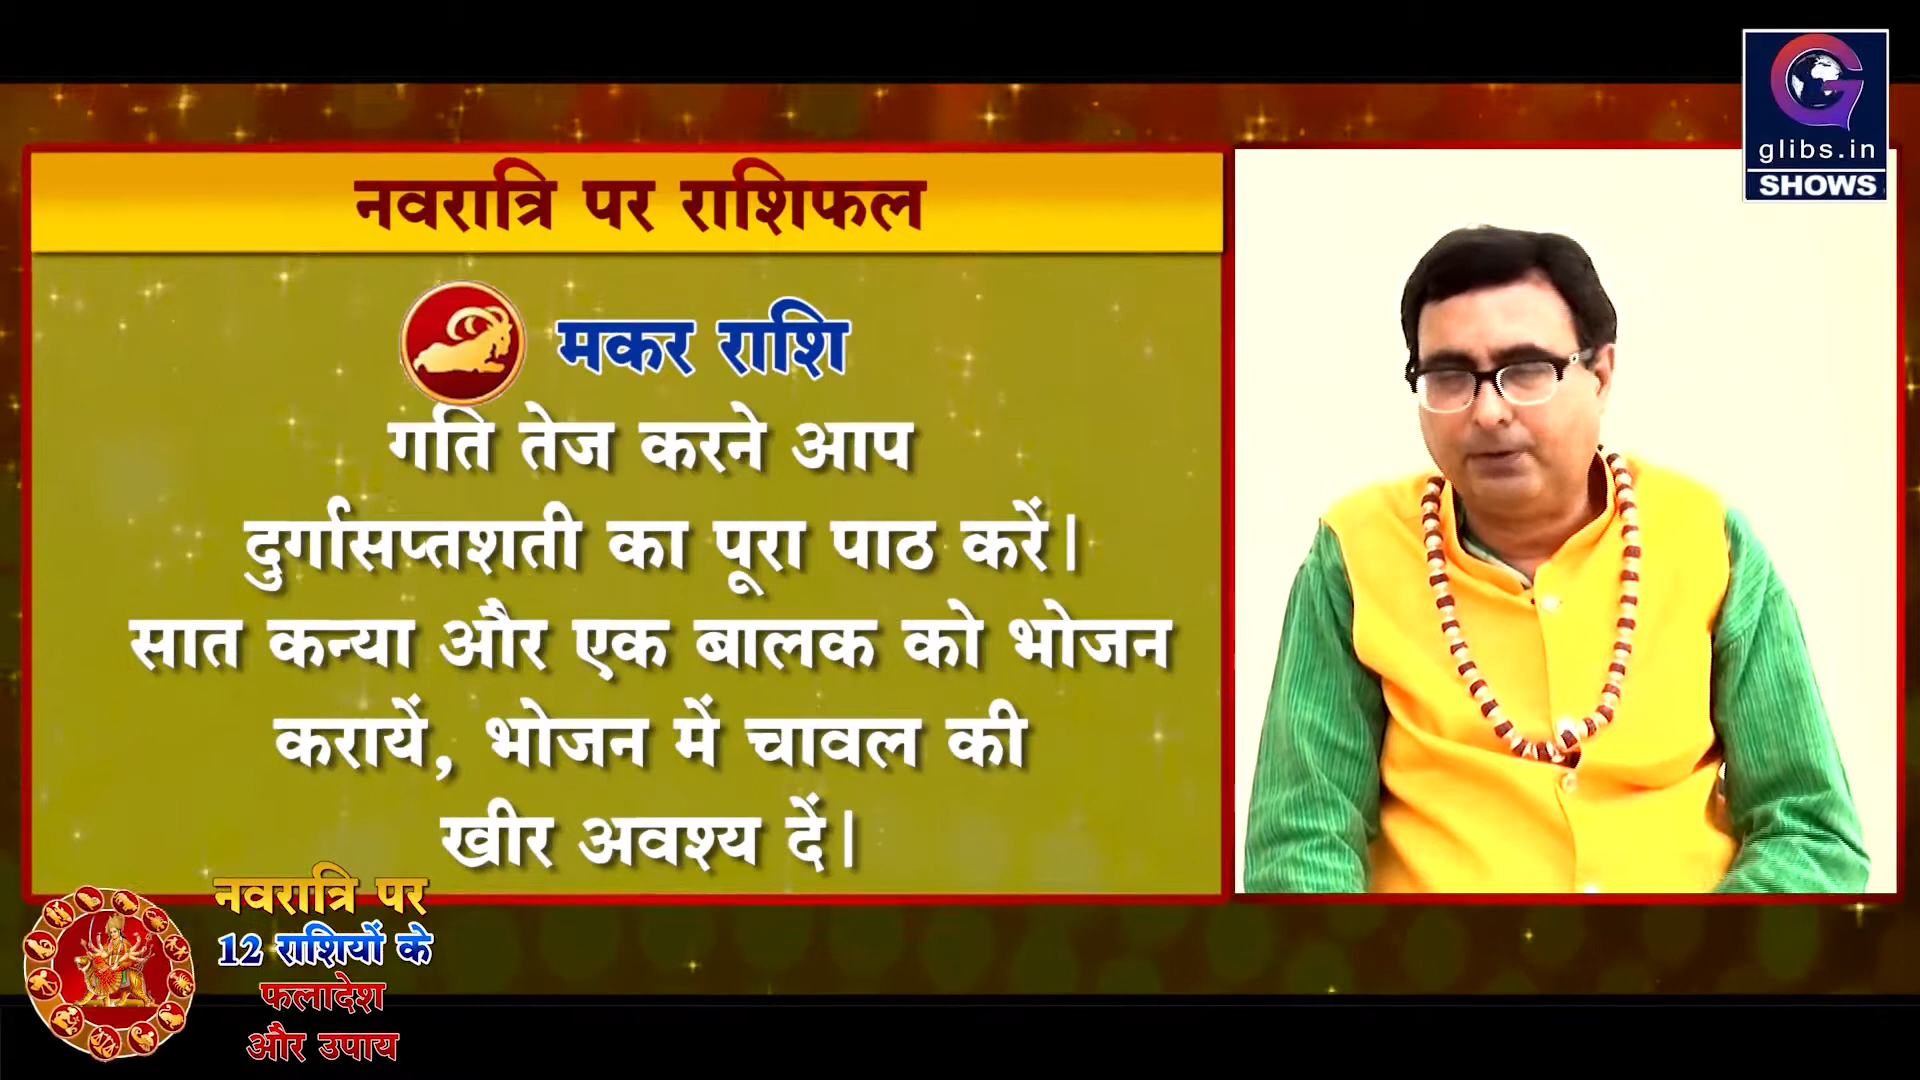 glibs.in
SHOWS
नवरात्रि पर राशिफल
मकर राशि
गति तेज करने आप
दुर्गासप्तशती का पूरा पाठ करें।
सात कन्या और एक बालक को भोजन
करायें, भोजन में चावल की
खीर अवश्य दें।
नवरात्रि पर
12 राशियों के
फलादेश
और उपाय